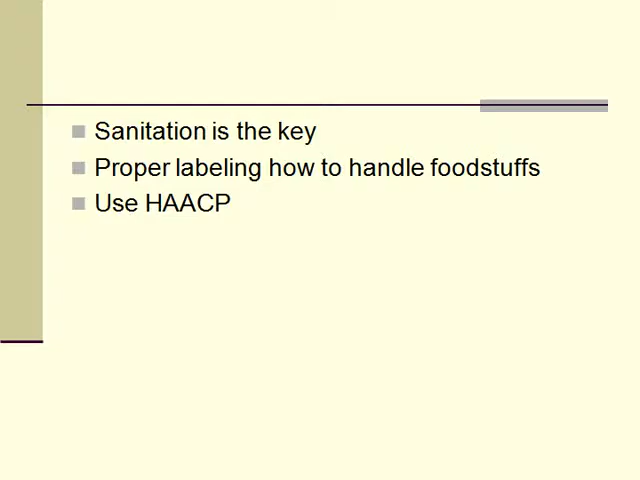 Sanitation is the key
Proper labeling how to handle foodstuffs
Use HAACP